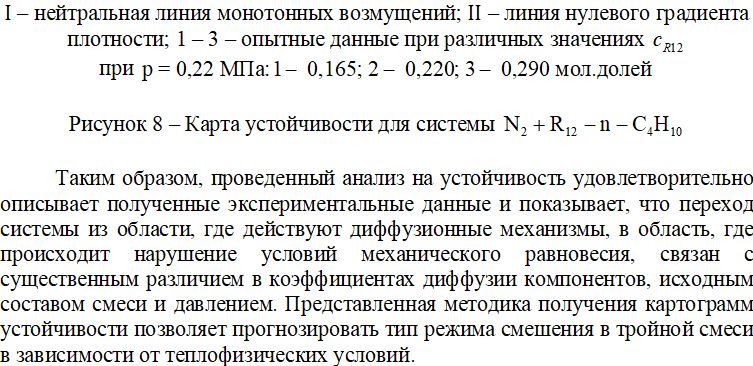 I – нейтральная линия монотонных возмущений; II – линия нулевого градиента
плотности; 1 – 3 – опытные данные при различных значениях c_{R12}
при p = 0,22 МПа: 1 – 0,165; 2 – 0,220; 3 – 0,290 мол.долей
Рисунок 8 – Карта устойчивости для системы N₂ + R₁₂ – n – C₄H₁₀
Таким образом, проведенный анализ на устойчивость удовлетворительно
описывает полученные экспериментальные данные и показывает, что переход
системы из области, где действуют диффузионные механизмы, в область, где
происходит нарушение условий механического равновесия, связан с
существенным различием в коэффициентах диффузии компонентов, исходным
составом смеси и давлением. Представленная методика получения картограмм
устойчивости позволяет прогнозировать тип режима смешения в тройной смеси
в зависимости от теплофизических условий.